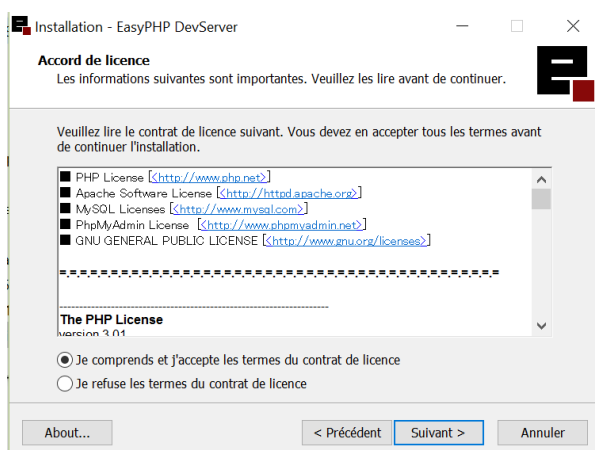 Installation - EasyPHP DevServer
Accord de licence
Les informations suivantes sont importantes. Veuillez les lire avant de continuer.
Veuillez lire le contrat de licence suivant. Vous devez en accepter tous les termes avant
de continuer l'installation.
■ PHP License [<http://www.php.net>]
■ Apache Software License [<http://httpd.apache.org>]
■ MySQL Licenses [<http://www.mysql.com>]
■ PhpMyAdmin License [<http://www.phpmyadmin.net>]
■ GNU GENERAL PUBLIC LICENSE [<http://www.gnu.org/licenses>]
The PHP License
version 3.01
Je comprends et j'accepte les termes du contrat de licence
Je refuse les termes du contrat de licence
About... < Précédent Suivant > Annuler